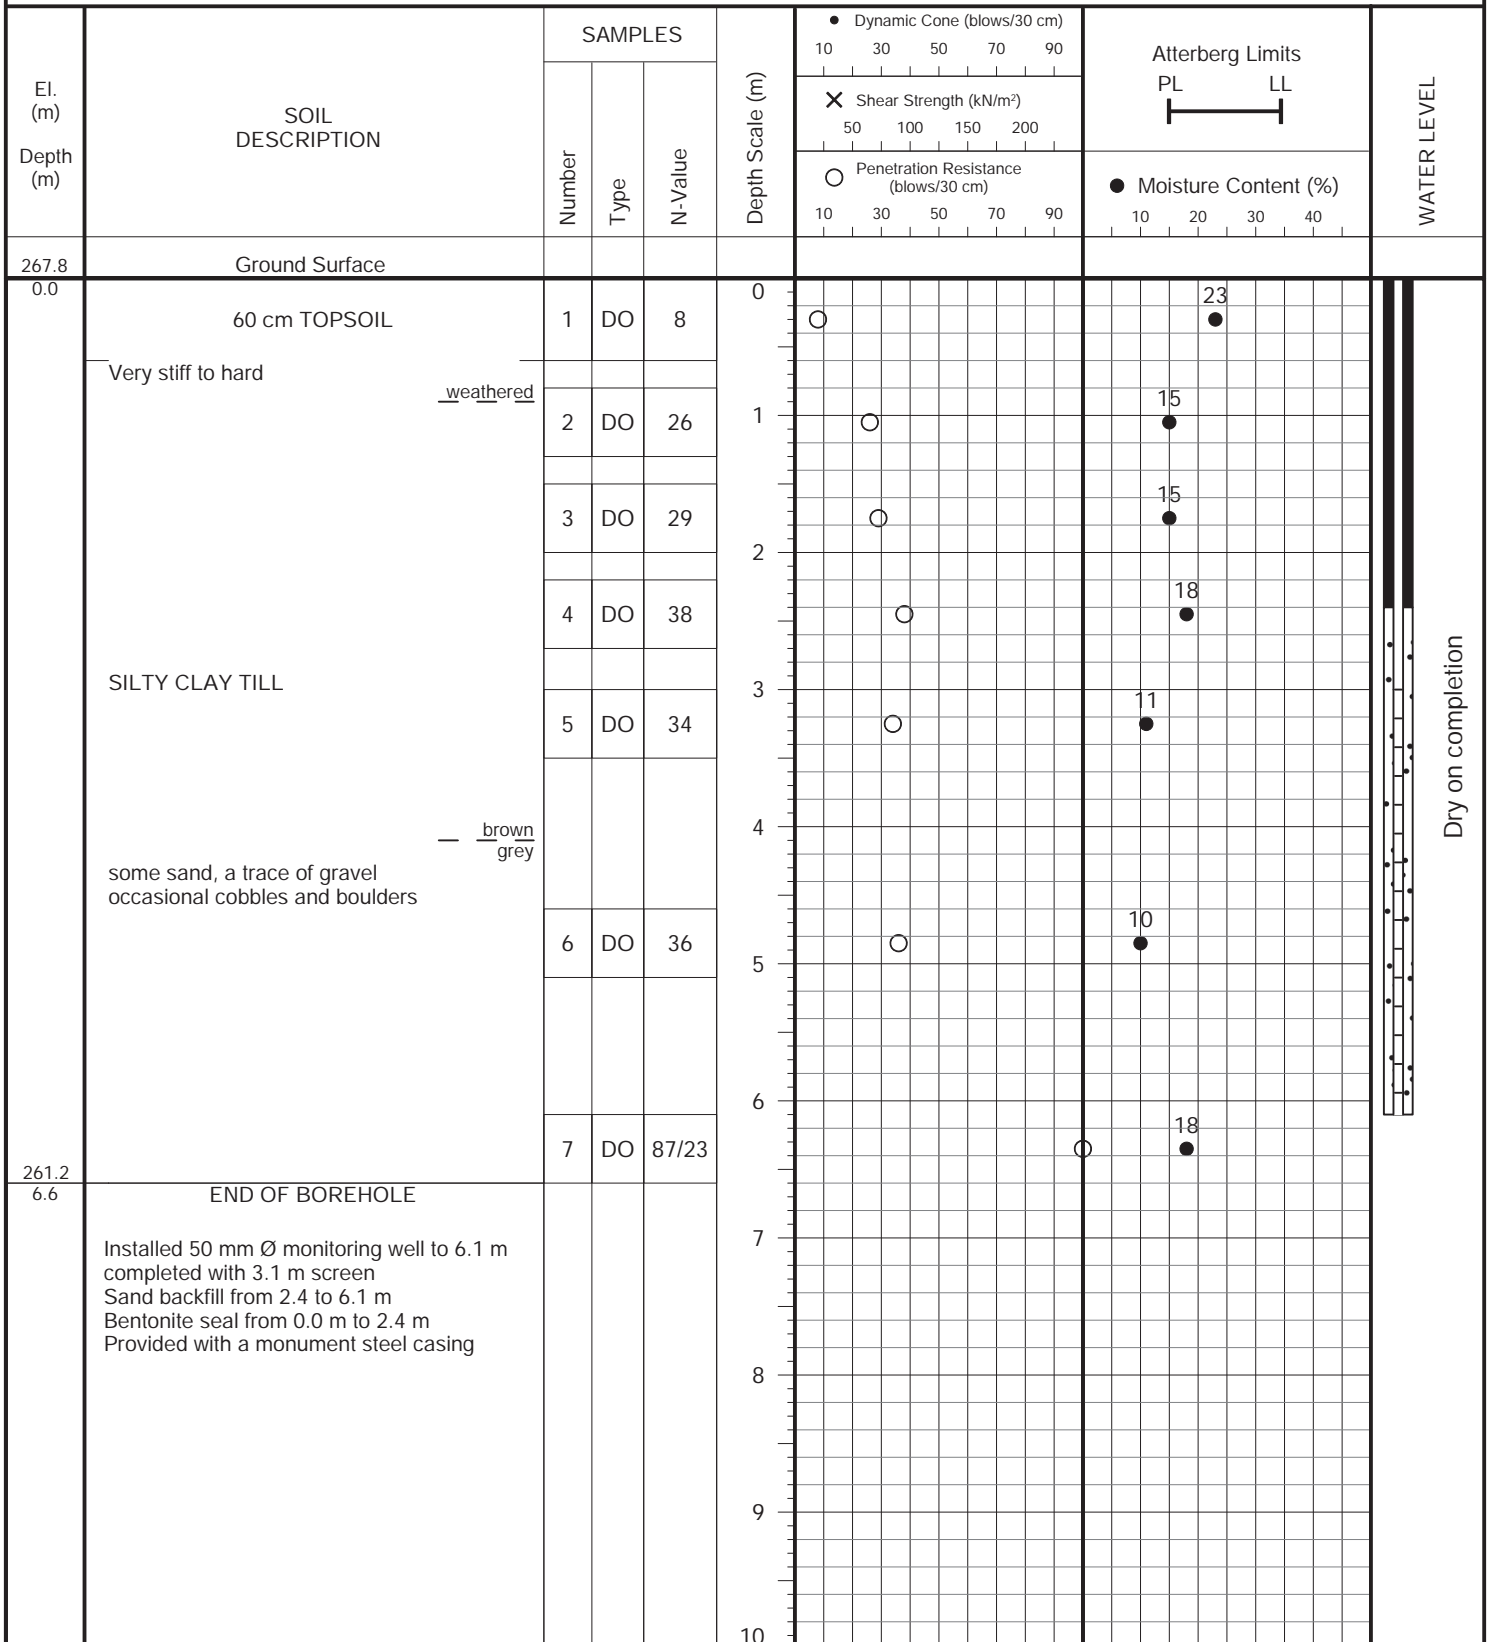 El.
(m)
Depth
(m)
SOIL
DESCRIPTION
SAMPLES
Number
Type
N-Value
Depth Scale (m)
Dynamic Cone (blows/30 cm)
10 30 50 70 90
Shear Strength (kN/m²)
50 100 150 200
Penetration Resistance
(blows/30 cm)
10 30 50 70 90
Atterberg Limits
PL LL
Moisture Content (%)
10 20 30 40
WATER LEVEL
267.8 Ground Surface
0.0
0
23
60 cm TOPSOIL 1 DO 8
Very stiff to hard
weathered
15
1
2 DO 26
15
3 DO 29
2
18
4 DO 38
SILTY CLAY TILL
3
11
5 DO 34
Dry on completion
4
brown
grey
some sand, a trace of gravel
occasional cobbles and boulders
10
6 DO 36
5
6
18
7 DO 87/23
261.2
6.6
END OF BOREHOLE
7
Installed 50 mm Ø monitoring well to 6.1 m
completed with 3.1 m screen
Sand backfill from 2.4 to 6.1 m
Bentonite seal from 0.0 m to 2.4 m
Provided with a monument steel casing
8
9
10